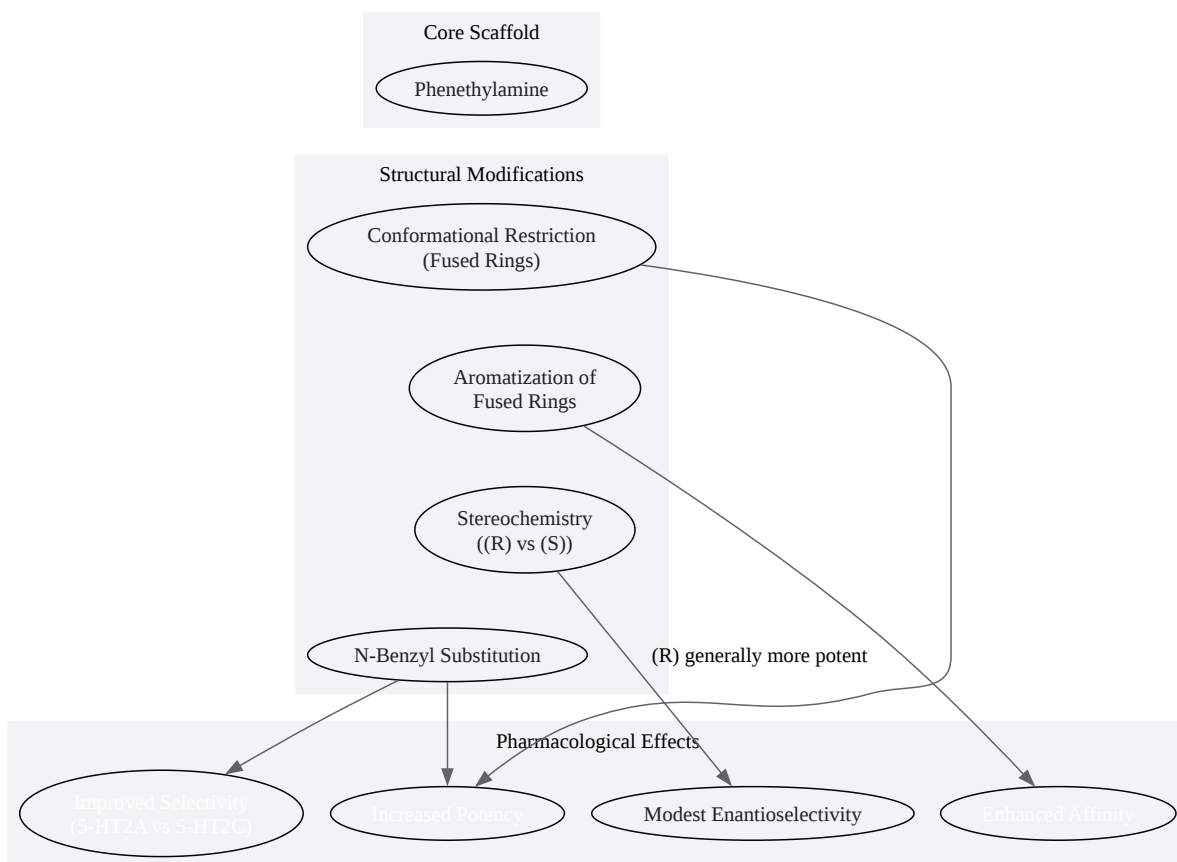 Core Scaffold
Phenethylamine
Structural Modifications
Conformational Restriction
(Fused Rings)
Aromatization of
Fused Rings
Stereochemistry
((R) vs (S))
N-Benzyl Substitution
(R) generally more potent
Pharmacological Effects
Improved Selectivity
(5-HT2A vs 5-HT2C)
Increased Potency
Modest Enantioselectivity
Enhanced Affinity